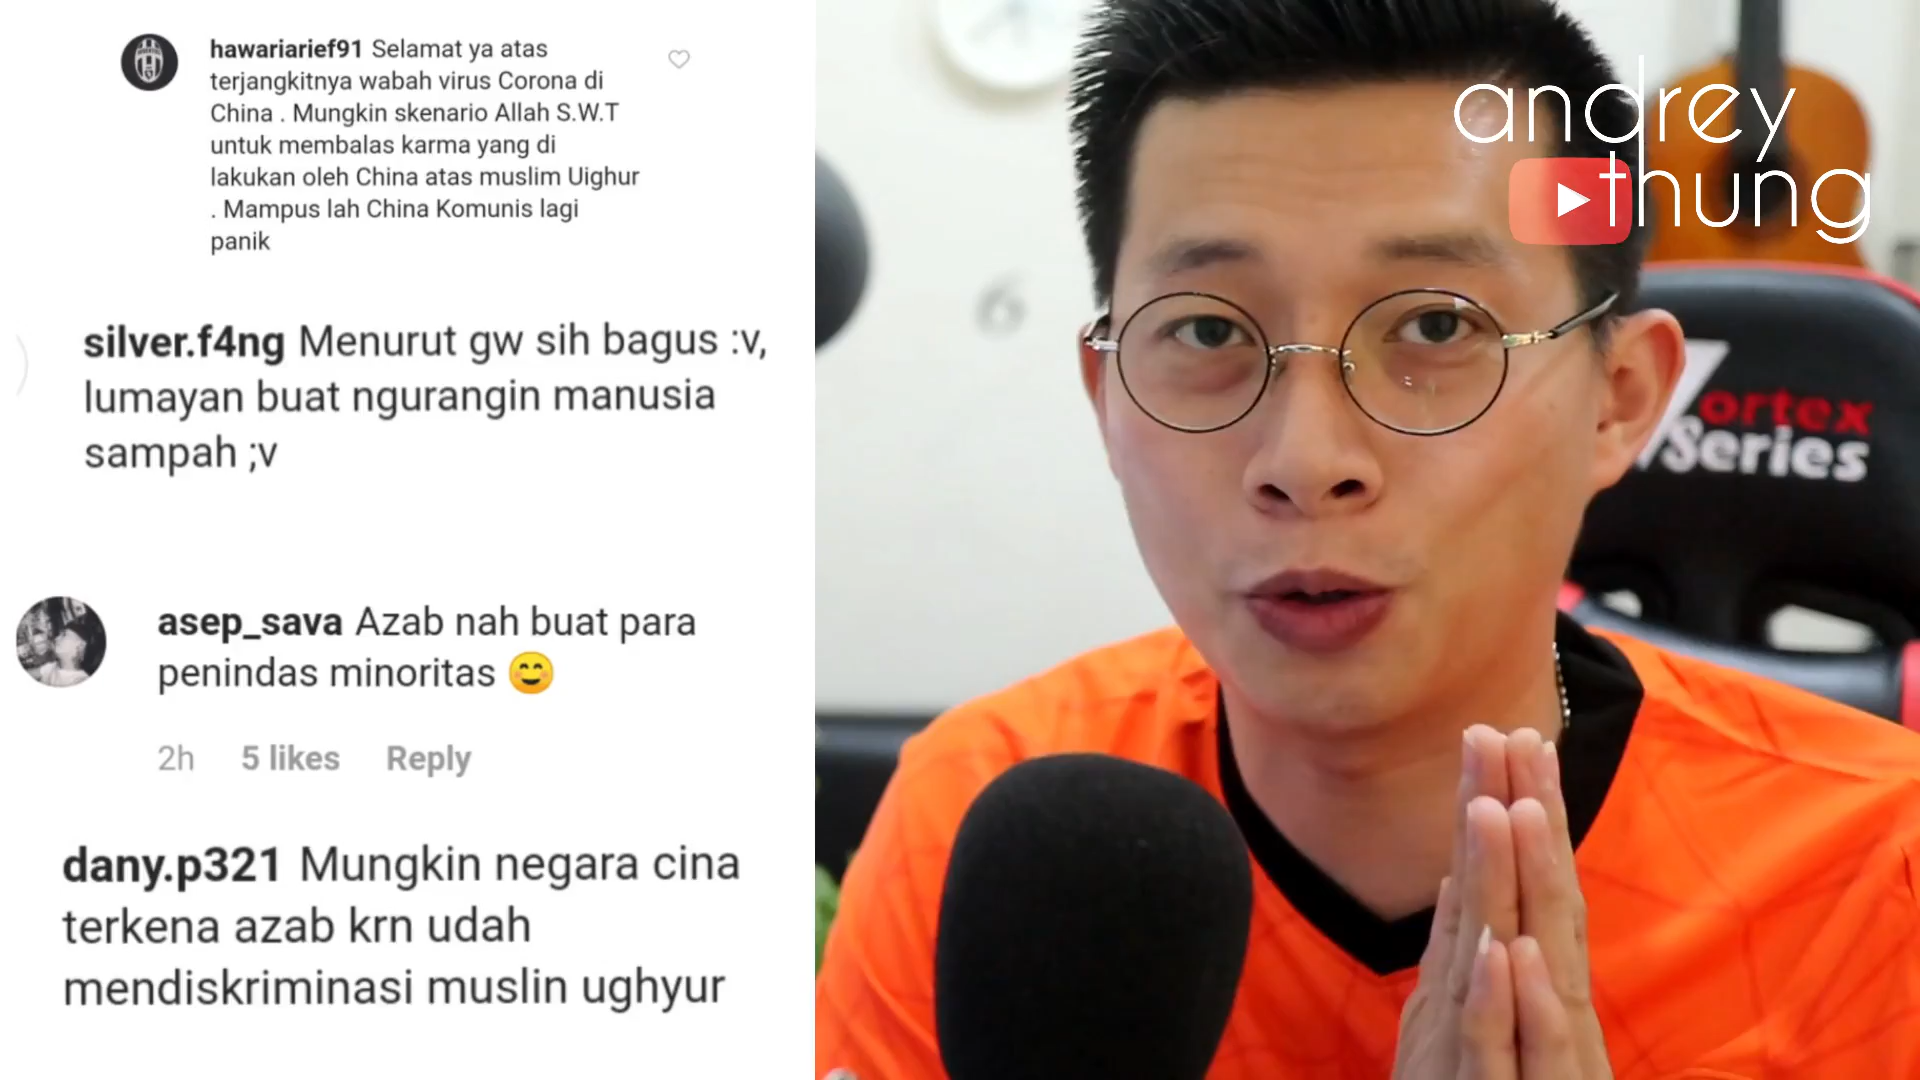 hawariarief91 Selamat ya atas
terjangkitnya wabah virus Corona di
China . Mungkin skenario Allah S.W.T
untuk membalas karma yang di
lakukan oleh China atas muslim Uighur
. Mampus lah China Komunis lagi
panik
silver.f4ng Menurut gw sih bagus :v,
lumayan buat ngurangin manusia
sampah ;v
asep_sava Azab nah buat para
penindas minoritas 😊
2h 5 likes Reply
dany.p321 Mungkin negara cina
terkena azab krn udah
mendiskriminasi muslin ughyur
andrey
thung
6
Vortex
Series